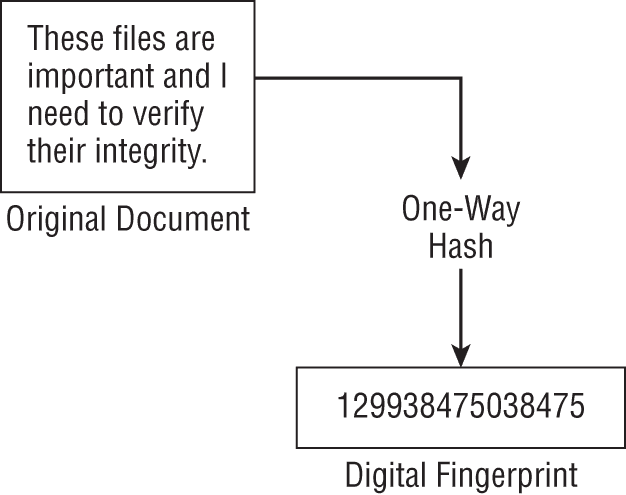 These files are
important and I
need to verify
their integrity.
Original Document
One-Way
Hash
129938475038475
Digital Fingerprint